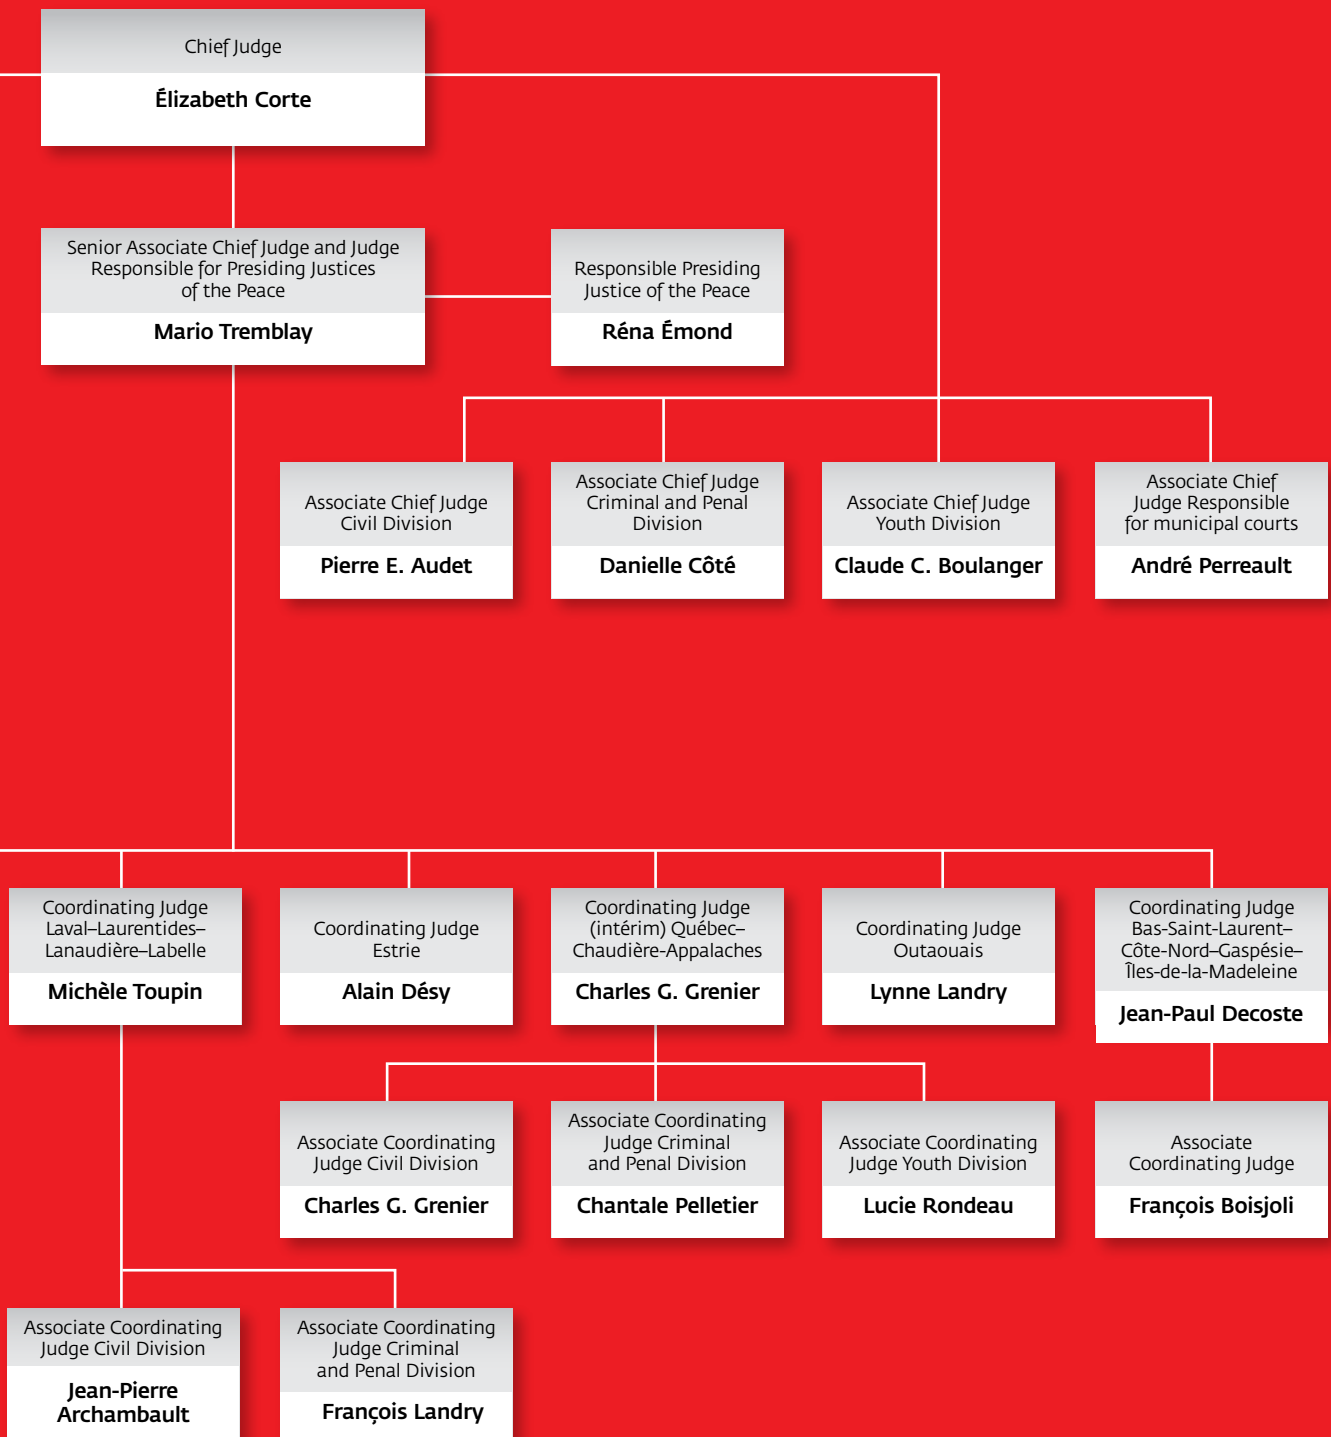 Chief Judge
Élizabeth Corte
Senior Associate Chief Judge and Judge
Responsible for Presiding Justices
of the Peace
Mario Tremblay
Responsible Presiding
Justice of the Peace
Réna Émond
Associate Chief Judge
Civil Division
Pierre E. Audet
Associate Chief Judge
Criminal and Penal
Division
Danielle Côté
Associate Chief Judge
Youth Division
Claude C. Boulanger
Associate Chief
Judge Responsible
for municipal courts
André Perreault
Coordinating Judge
Laval–Laurentides–
Lanaudière–Labelle
Michèle Toupin
Coordinating Judge
Estrie
Alain Désy
Coordinating Judge
(intérim) Québec–
Chaudière-Appalaches
Charles G. Grenier
Coordinating Judge
Outaouais
Lynne Landry
Coordinating Judge
Bas-Saint-Laurent–
Côte-Nord–Gaspésie–
Îles-de-la-Madeleine
Jean-Paul Decoste
Associate Coordinating
Judge Civil Division
Charles G. Grenier
Associate Coordinating
Judge Criminal
and Penal Division
Chantale Pelletier
Associate Coordinating
Judge Youth Division
Lucie Rondeau
Associate
Coordinating Judge
François Boisjoli
Associate Coordinating
Judge Civil Division
Jean-Pierre
Archambault
Associate Coordinating
Judge Criminal
and Penal Division
François Landry